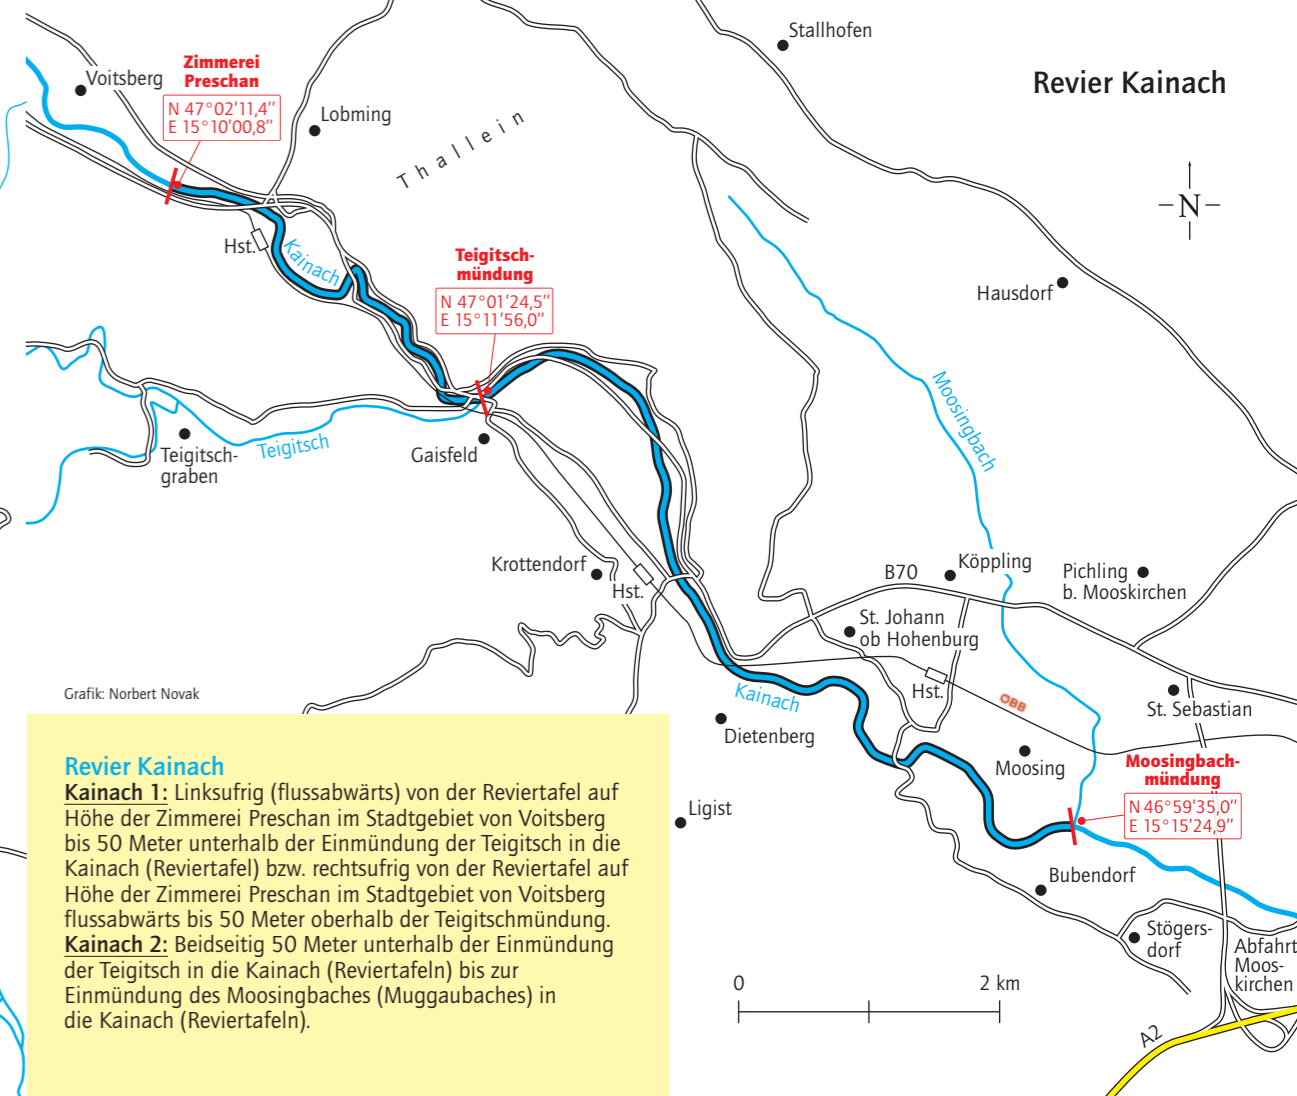 Stallhofen
Revier Kainach
Zimmerei
Preschan
Voitsberg
N 47°02'11,4"
E 15°10'00,8"
Lobming
Thallein
N
Hst.
Kainach
Teigitsch-
mündung
N 47°01'24,5"
E 15°11'56,0"
Hausdorf
Moosingbach
Teigitsch
Teigitsch-
graben
Gaisfeld
Krottendorf
Hst.
B70
Köppling
Pichling
b. Mooskirchen
St. Johann
ob Hohenburg
Hst.
ÖBB
Kainach
St. Sebastian
Dietenberg
Moosing
Moosingbach-
mündung
N 46°59'35,0"
E 15°15'24,9"
Ligist
Bubendorf
Stögers-
dorf
Abfahrt
Moos-
kirchen
A2
0 2 km
Grafik: Norbert Novak
Revier Kainach
Kainach 1: Linksufrig (flussabwärts) von der Reviertafel auf
Höhe der Zimmerei Preschan im Stadtgebiet von Voitsberg
bis 50 Meter unterhalb der Einmündung der Teigitsch in die
Kainach (Reviertafel) bzw. rechtsufrig von der Reviertafel auf
Höhe der Zimmerei Preschan im Stadtgebiet von Voitsberg
flussabwärts bis 50 Meter oberhalb der Teigitschmündung.
Kainach 2: Beidseitig 50 Meter unterhalb der Einmündung
der Teigitsch in die Kainach (Reviertafeln) bis zur
Einmündung des Moosingbaches (Muggaubaches) in
die Kainach (Reviertafeln).